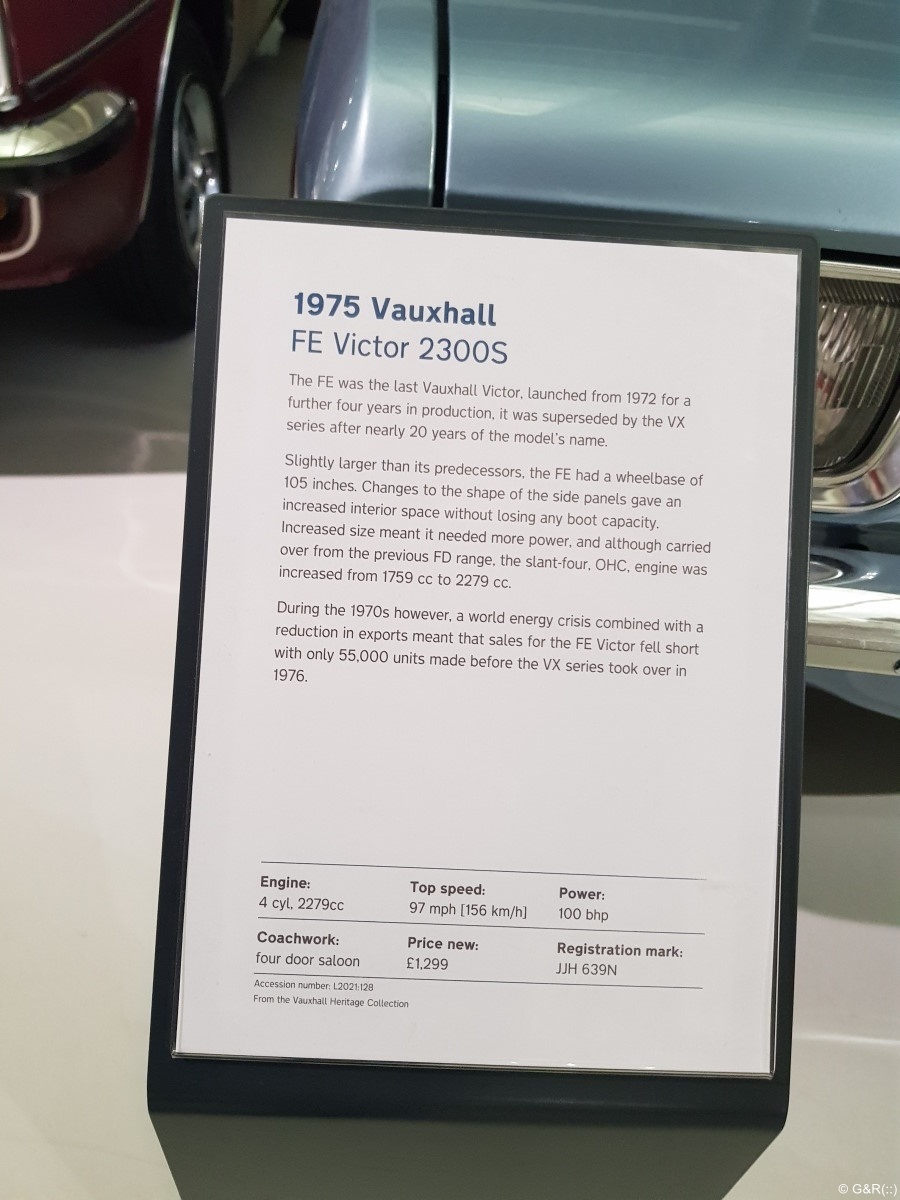 1975 Vauxhall
FE Victor 2300S
The FE was the last Vauxhall Victor, launched from 1972 for a
further four years in production, it was superseded by the VX
series after nearly 20 years of the model's name.
Slightly larger than its predecessors, the FE had a wheelbase of
105 inches. Changes to the shape of the side panels gave an
increased interior space without losing any boot capacity.
Increased size meant it needed more power, and although carried
over from the previous FD range, the slant-four, OHC, engine was
increased from 1759 cc to 2279 cc.
During the 1970s however, a world energy crisis combined with a
reduction in exports meant that sales for the FE Victor fell short
with only 55,000 units made before the VX series took over in
1976.
Engine: Top speed: Power:
4 cyl, 2279cc 97 mph [156 km/h] 100 bhp
Coachwork: Price new: Registration mark:
four door saloon £1,299 JJH 639N
Accession number: L2021:128
From the Vauxhall Heritage Collection
© G&R(::)